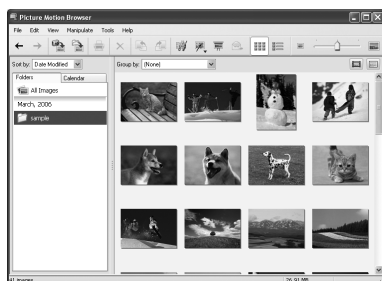 Picture Motion Browser
File Edit View Manipulate Tools Help
Sort by: Date Modified
Group by: (None)
Folders Calendar
All Images
March, 2006
sample
41 images
26.91 MB